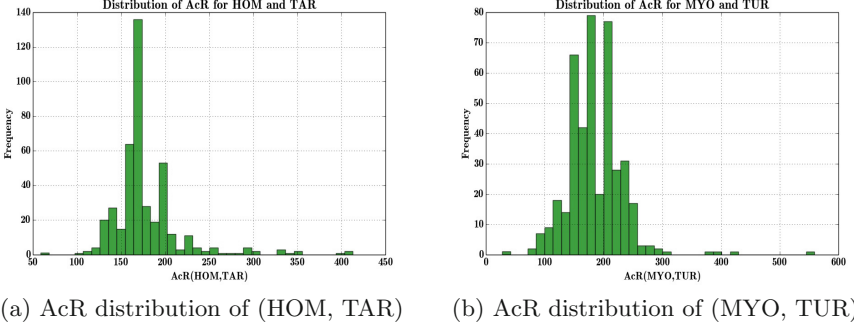 Distribution of AcR for HOM and TAR
140
120
100
80
60
40
20
0
Frequency
50 100 150 200 250 300 350 400 450
AcR(HOM,TAR)
(a) AcR distribution of (HOM, TAR)
Distribution of AcR for MYO and TUR
80
70
60
50
40
30
20
10
0
Frequency
0 100 200 300 400 500 600
AcR(MYO,TUR)
(b) AcR distribution of (MYO, TUR)